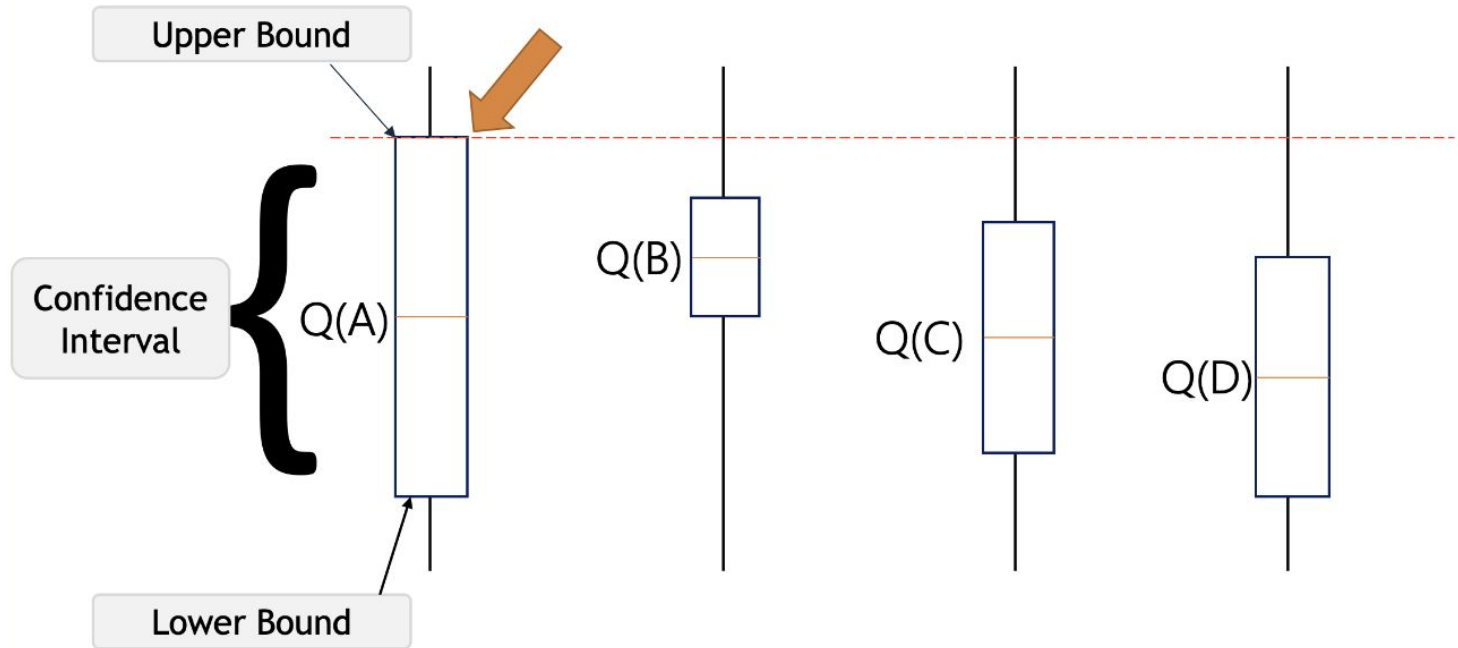 Upper Bound
Confidence
Interval
Q(A)
Q(B)
Q(C)
Q(D)
Lower Bound